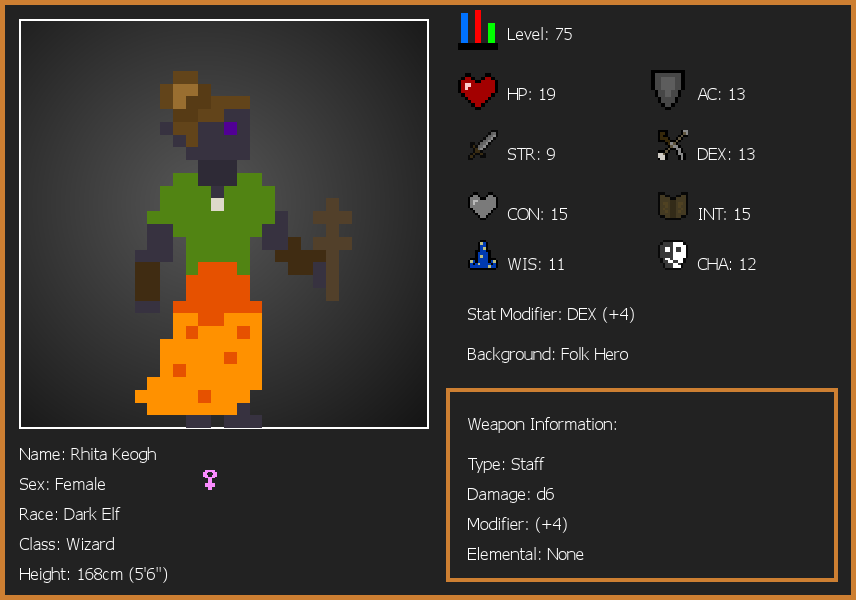 Level: 75
HP: 19
AC: 13
STR: 9
DEX: 13
CON: 15
INT: 15
WIS: 11
CHA: 12
Stat Modifier: DEX (+4)
Background: Folk Hero
Weapon Information:
Type: Staff
Damage: d6
Modifier: (+4)
Elemental: None
Name: Rhita Keogh
Sex: Female
Race: Dark Elf
Class: Wizard
Height: 168cm (5'6")